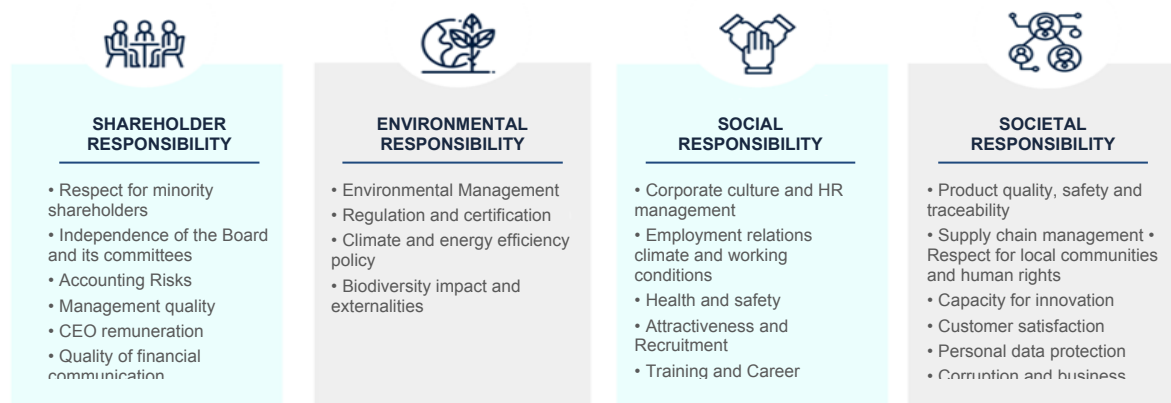 SHAREHOLDER
RESPONSIBILITY
• Respect for minority
shareholders
• Independence of the Board
and its committees
• Accounting Risks
• Management quality
• CEO remuneration
• Quality of financial
communication
ENVIRONMENTAL
RESPONSIBILITY
• Environmental Management
• Regulation and certification
• Climate and energy efficiency
policy
• Biodiversity impact and
externalities
SOCIAL
RESPONSIBILITY
• Corporate culture and HR
management
• Employment relations
climate and working
conditions
• Health and safety
• Attractiveness and
Recruitment
• Training and Career
SOCIETAL
RESPONSIBILITY
• Product quality, safety and
traceability
• Supply chain management •
Respect for local communities
and human rights
• Capacity for innovation
• Customer satisfaction
• Personal data protection
• Corruption and business